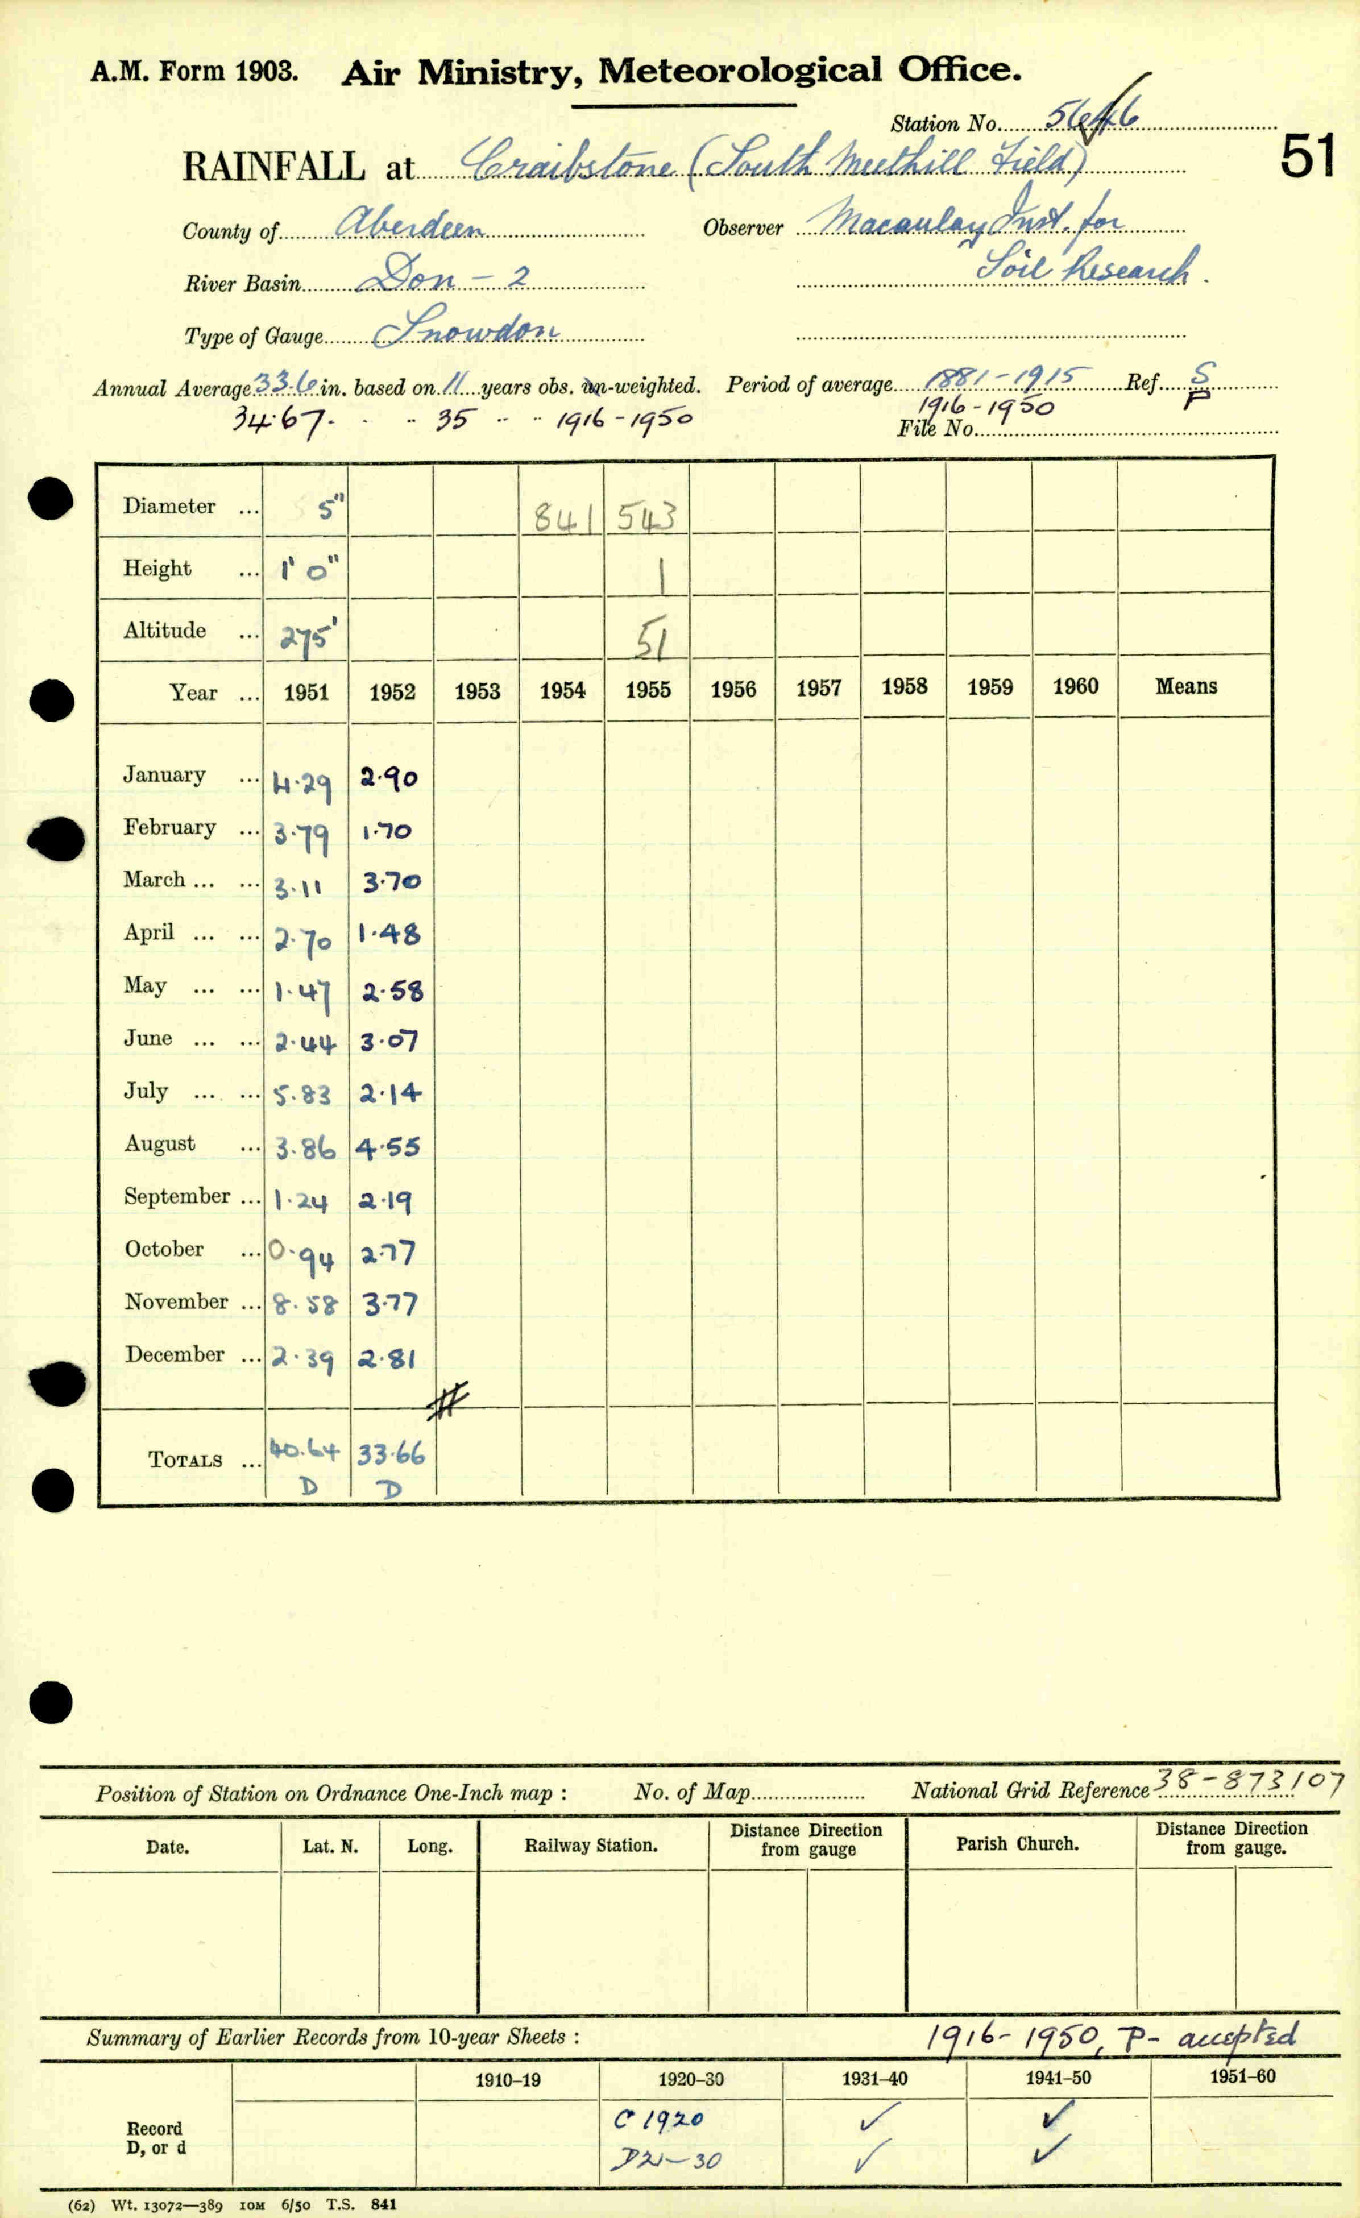 A.M. Form 1903. Air Ministry, Meteorological Office.
Station No. 5646
51
RAINFALL at Craibstone (South Meethill Field)
County of Aberdeen Observer Macaulay Inst. for
River Basin Don - 2 Soil Research.
Type of Gauge Snowdon
Annual Average 33.6 in. based on 11 years obs. un-weighted. Period of average 1881-1915 Ref. S
34.67 . . .. 35 .. .. 1916-1950 1916-1950 P
File No.
Diameter ... 5" 841 543
Height ... 1' 0" 1
Altitude ... 275' 51
Year ... 1951 1952 1953 1954 1955 1956 1957 1958 1959 1960 Means
January ... 4.29 2.90
February ... 3.79 1.70
March ... ... 3.11 3.70
April ... ... 2.70 1.48
May ... ... 1.47 2.58
June ... ... 2.44 3.07
July ... ... 5.83 2.14
August ... 3.86 4.55
September ... 1.24 2.19
October ... 0.94 2.77
November ... 8.58 3.77
December ... 2.39 2.81
#
TOTALS ... 40.64 33.66
D D
Position of Station on Ordnance One-Inch map : No. of Map National Grid Reference 38-873107
Date. Lat. N. Long. Railway Station. Distance Direction from gauge Parish Church. Distance Direction from gauge.
Summary of Earlier Records from 10-year Sheets : 1916-1950, P- accepted
1910–19 1920–30 1931–40 1941–50 1951–60
Record C 1920 ✓ ✓
D, or d D21-30 ✓ ✓
(62) Wt. 13072—389 10M 6/50 T.S. 841